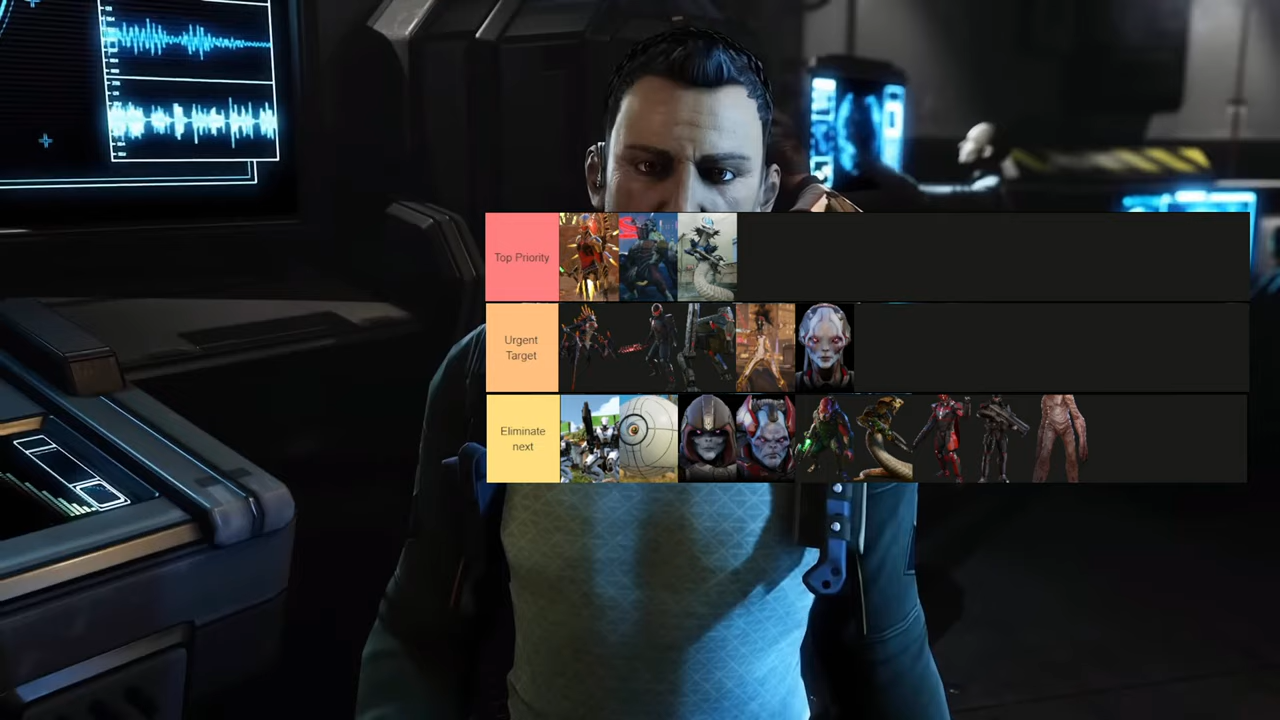 Top Priority
Urgent
Target
Eliminate
next